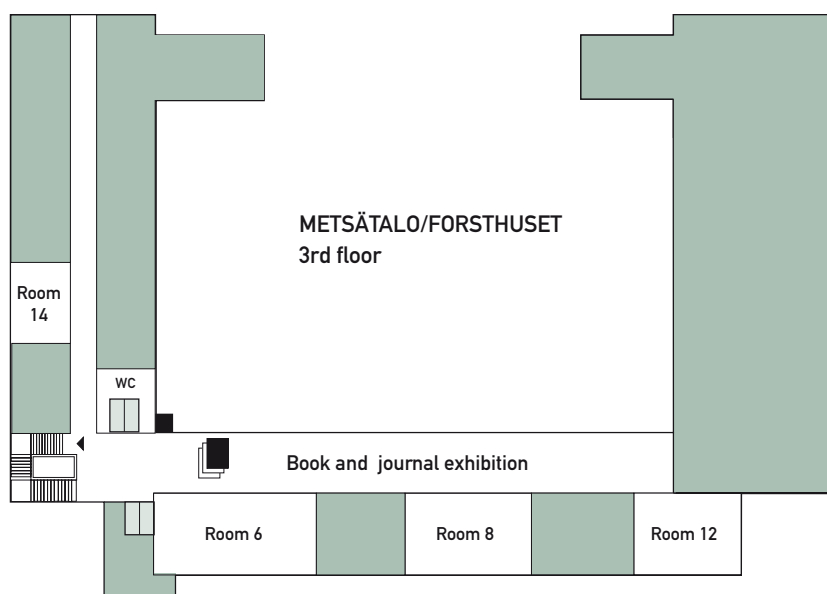 METSÄTALO/FORSTHUSET
3rd floor
Room
14
WC
Book and journal exhibition
Room 6
Room 8
Room 12